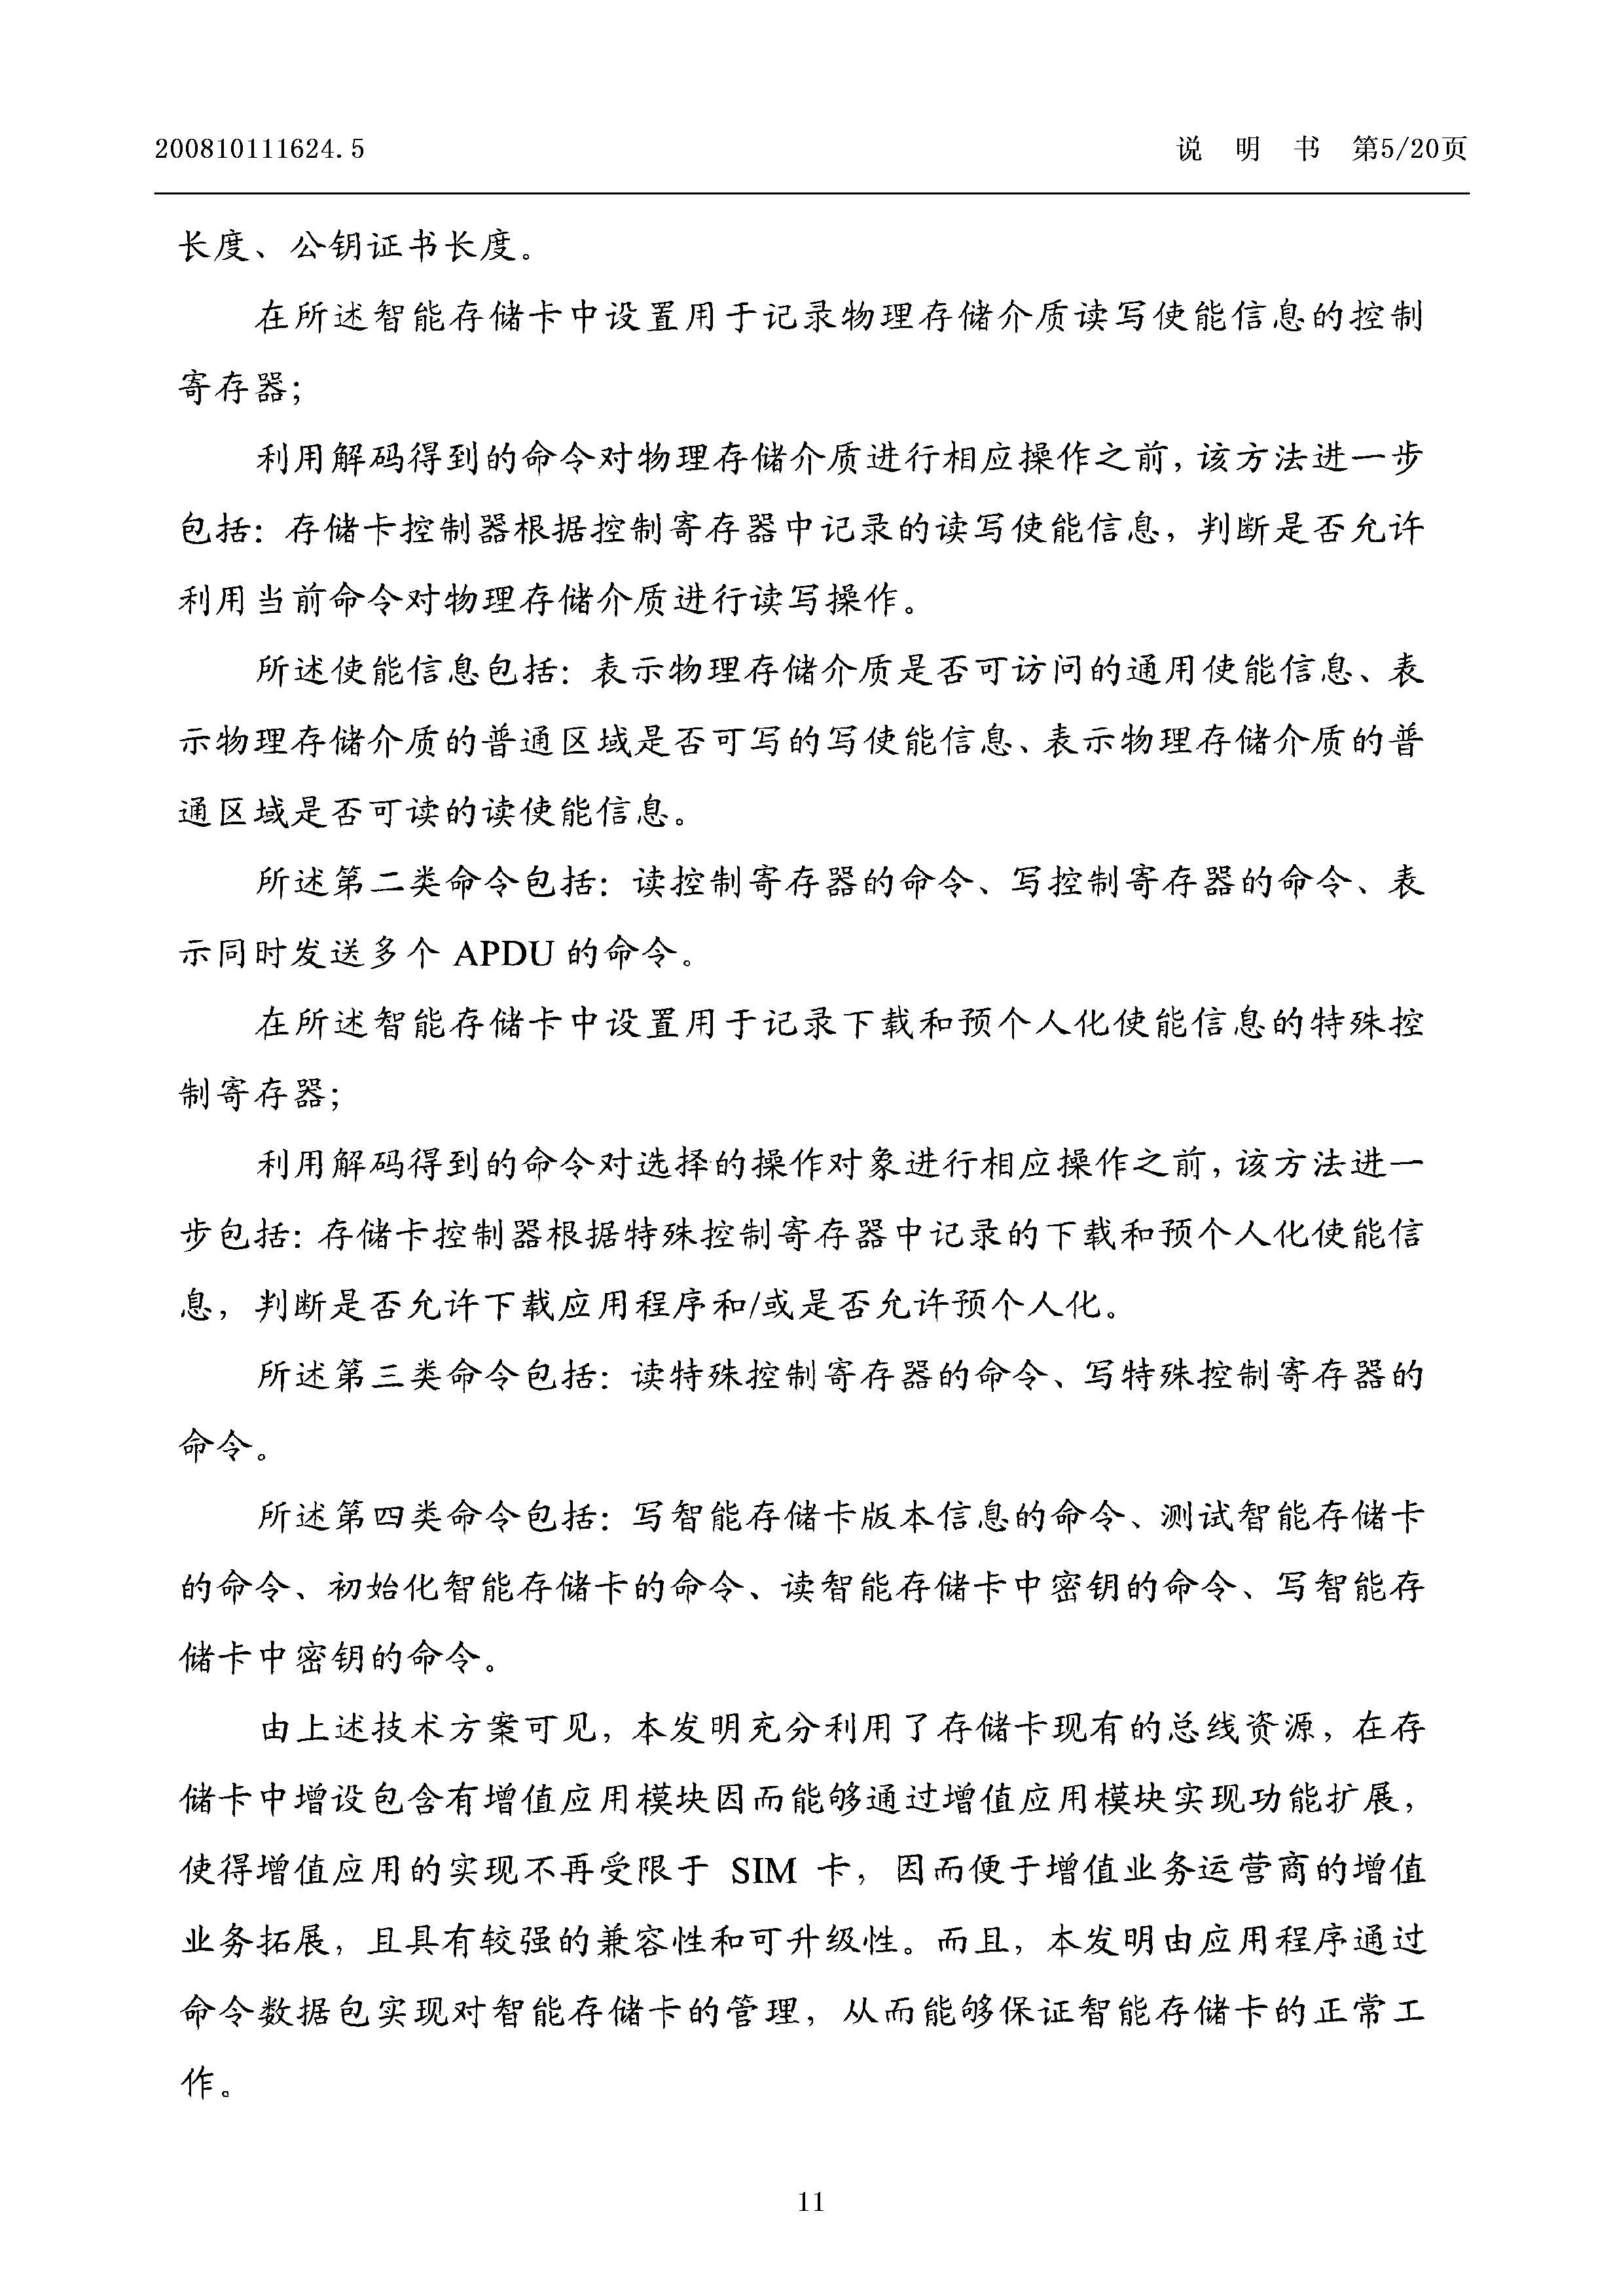 200810111624.5 说 明 书 第5/20页
长度、公钥证书长度。
在所述智能存储卡中设置用于记录物理存储介质读写使能信息的控制
寄存器；
利用解码得到的命令对物理存储介质进行相应操作之前，该方法进一步
包括：存储卡控制器根据控制寄存器中记录的读写使能信息，判断是否允许
利用当前命令对物理存储介质进行读写操作。
所述使能信息包括：表示物理存储介质是否可访问的通用使能信息、表
示物理存储介质的普通区域是否可写的写使能信息、表示物理存储介质的普
通区域是否可读的读使能信息。
所述第二类命令包括：读控制寄存器的命令、写控制寄存器的命令、表
示同时发送多个 APDU 的命令。
在所述智能存储卡中设置用于记录下载和预个人化使能信息的特殊控
制寄存器；
利用解码得到的命令对选择的操作对象进行相应操作之前，该方法进一
步包括：存储卡控制器根据特殊控制寄存器中记录的下载和预个人化使能信
息，判断是否允许下载应用程序和/或是否允许预个人化。
所述第三类命令包括：读特殊控制寄存器的命令、写特殊控制寄存器的
命令。
所述第四类命令包括：写智能存储卡版本信息的命令、测试智能存储卡
的命令、初始化智能存储卡的命令、读智能存储卡中密钥的命令、写智能存
储卡中密钥的命令。
由上述技术方案可见，本发明充分利用了存储卡现有的总线资源，在存
储卡中增设包含有增值应用模块因而能够通过增值应用模块实现功能扩展，
使得增值应用的实现不再受限于 SIM 卡，因而便于增值业务运营商的增值
业务拓展，且具有较强的兼容性和可升级性。而且，本发明由应用程序通过
命令数据包实现对智能存储卡的管理，从而能够保证智能存储卡的正常工
作。
11